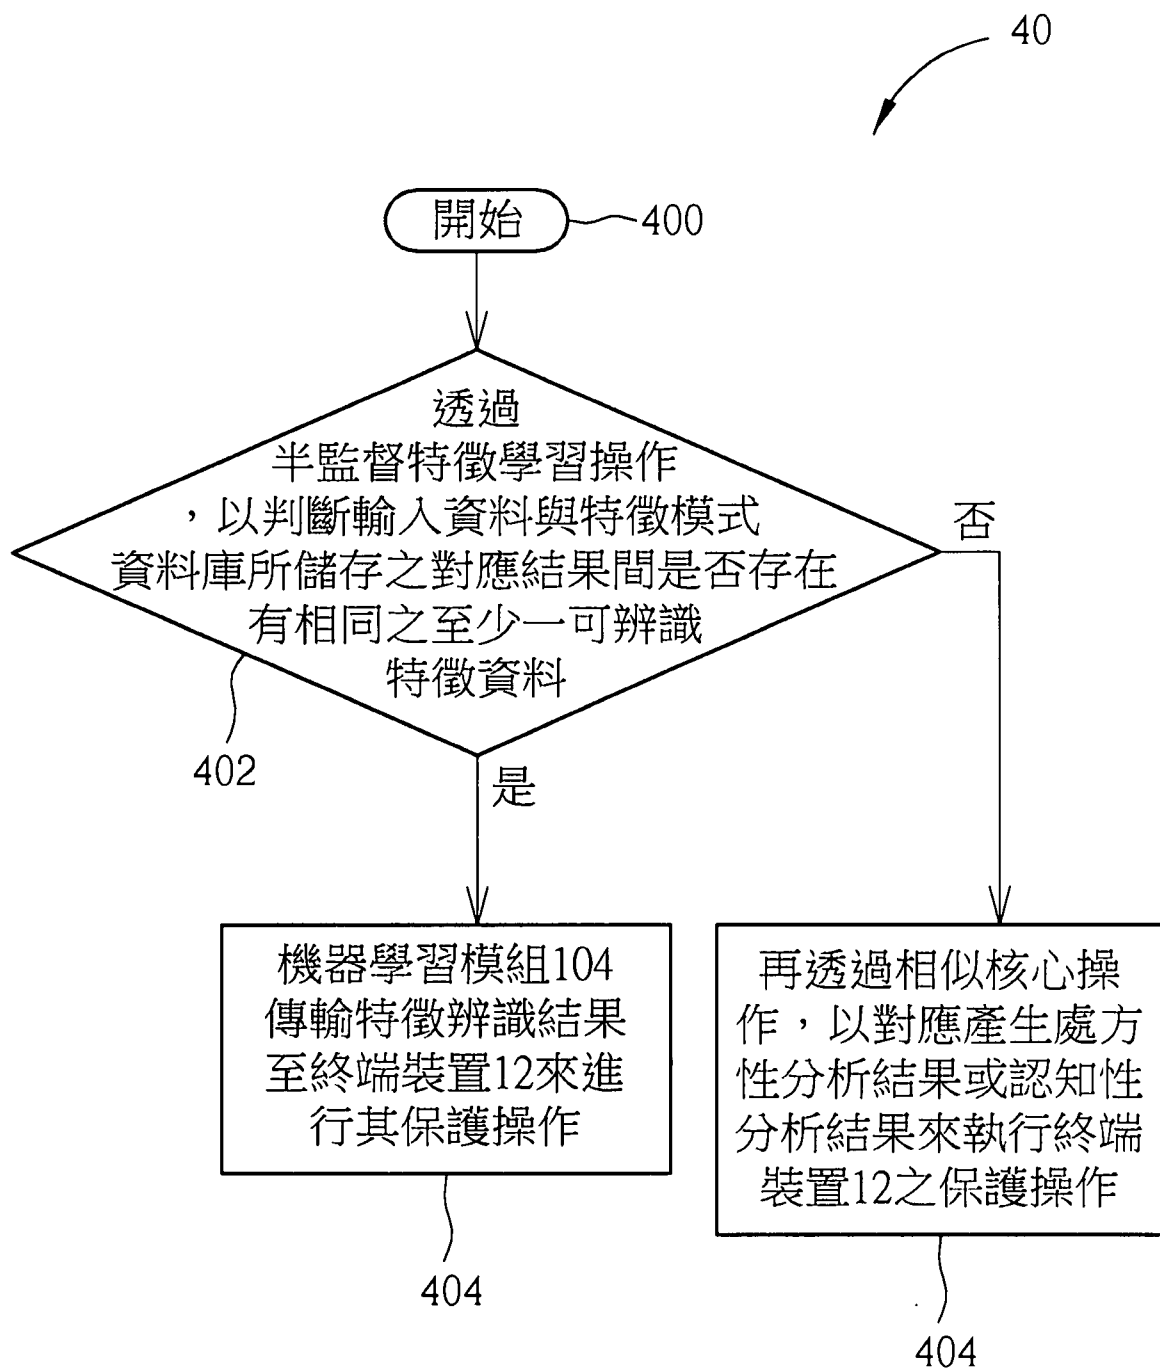 40
開始
400
透過
半監督特徵學習操作
，以判斷輸入資料與特徵模式
資料庫所儲存之對應結果間是否存在
有相同之至少一可辨識
特徵資料
否
402
是
機器學習模組104
傳輸特徵辨識結果
至終端裝置12來進
行其保護操作
再透過相似核心操
作，以對應產生處方
性分析結果或認知性
分析結果來執行終端
裝置12之保護操作
404
404